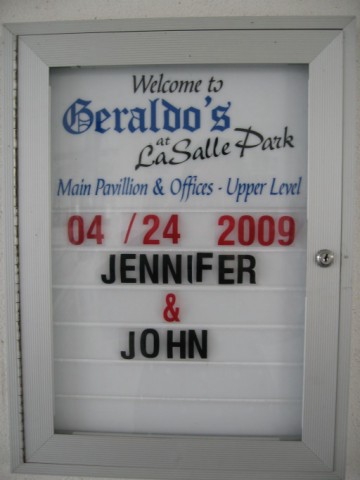 Welcome to
Geraldo's
at
LaSalle Park
Main Pavillion & Offices - Upper Level
04 / 24 2009
JENNIFER
&
JOHN